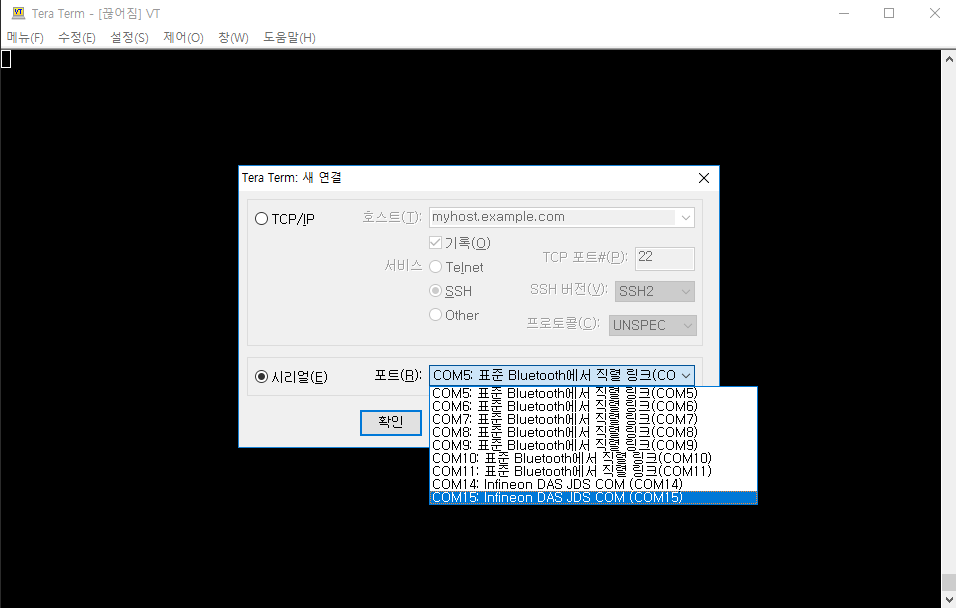 VT Tera Term - [끊어짐] VT
메뉴(F) 수정(E) 설정(S) 제어(O) 창(W) 도움말(H)
Tera Term: 새 연결
TCP/IP
호스트(T): myhost.example.com
기록(O)
서비스 Telnet
TCP 포트#(P): 22
SSH
SSH 버전(V): SSH2
Other
프로토콜(C): UNSPEC
시리얼(E)
포트(R): COM5: 표준 Bluetooth에서 직렬 링크(CO
COM5: 표준 Bluetooth에서 직렬 링크(COM5)
COM6: 표준 Bluetooth에서 직렬 링크(COM6)
COM7: 표준 Bluetooth에서 직렬 링크(COM7)
COM8: 표준 Bluetooth에서 직렬 링크(COM8)
COM9: 표준 Bluetooth에서 직렬 링크(COM9)
COM10: 표준 Bluetooth에서 직렬 링크(COM10)
COM11: 표준 Bluetooth에서 직렬 링크(COM11)
COM14: Infineon DAS JDS COM (COM14)
COM15: Infineon DAS JDS COM (COM15)
확인